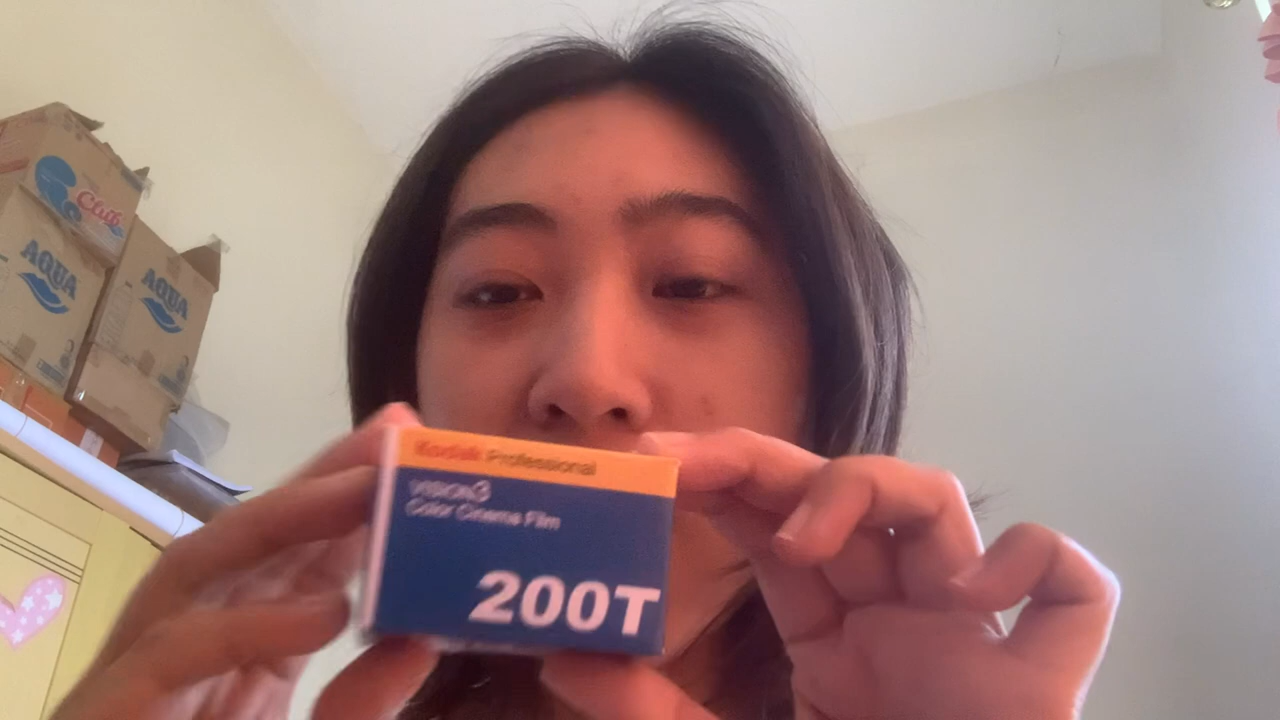 Club
AQUA
AQUA
Kodak Professional
VISION3
Color Cinema Film
200T